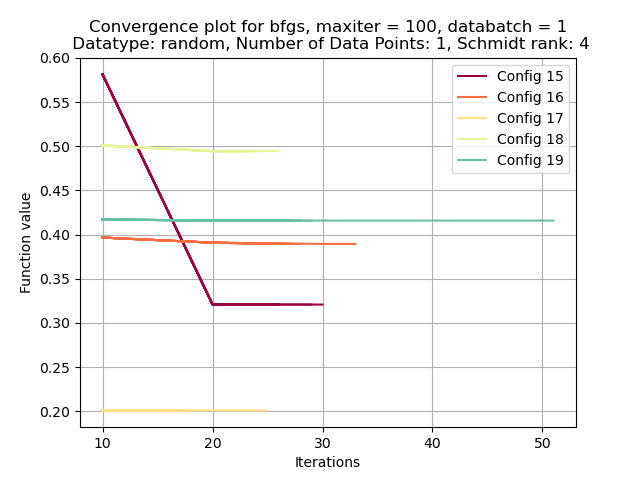 Convergence plot for bfgs, maxiter = 100, databatch = 1
Datatype: random, Number of Data Points: 1, Schmidt rank: 4
Config 15
Config 16
Config 17
Config 18
Config 19
Function value
0.60
0.55
0.50
0.45
0.40
0.35
0.30
0.25
0.20
10 20 30 40 50
Iterations